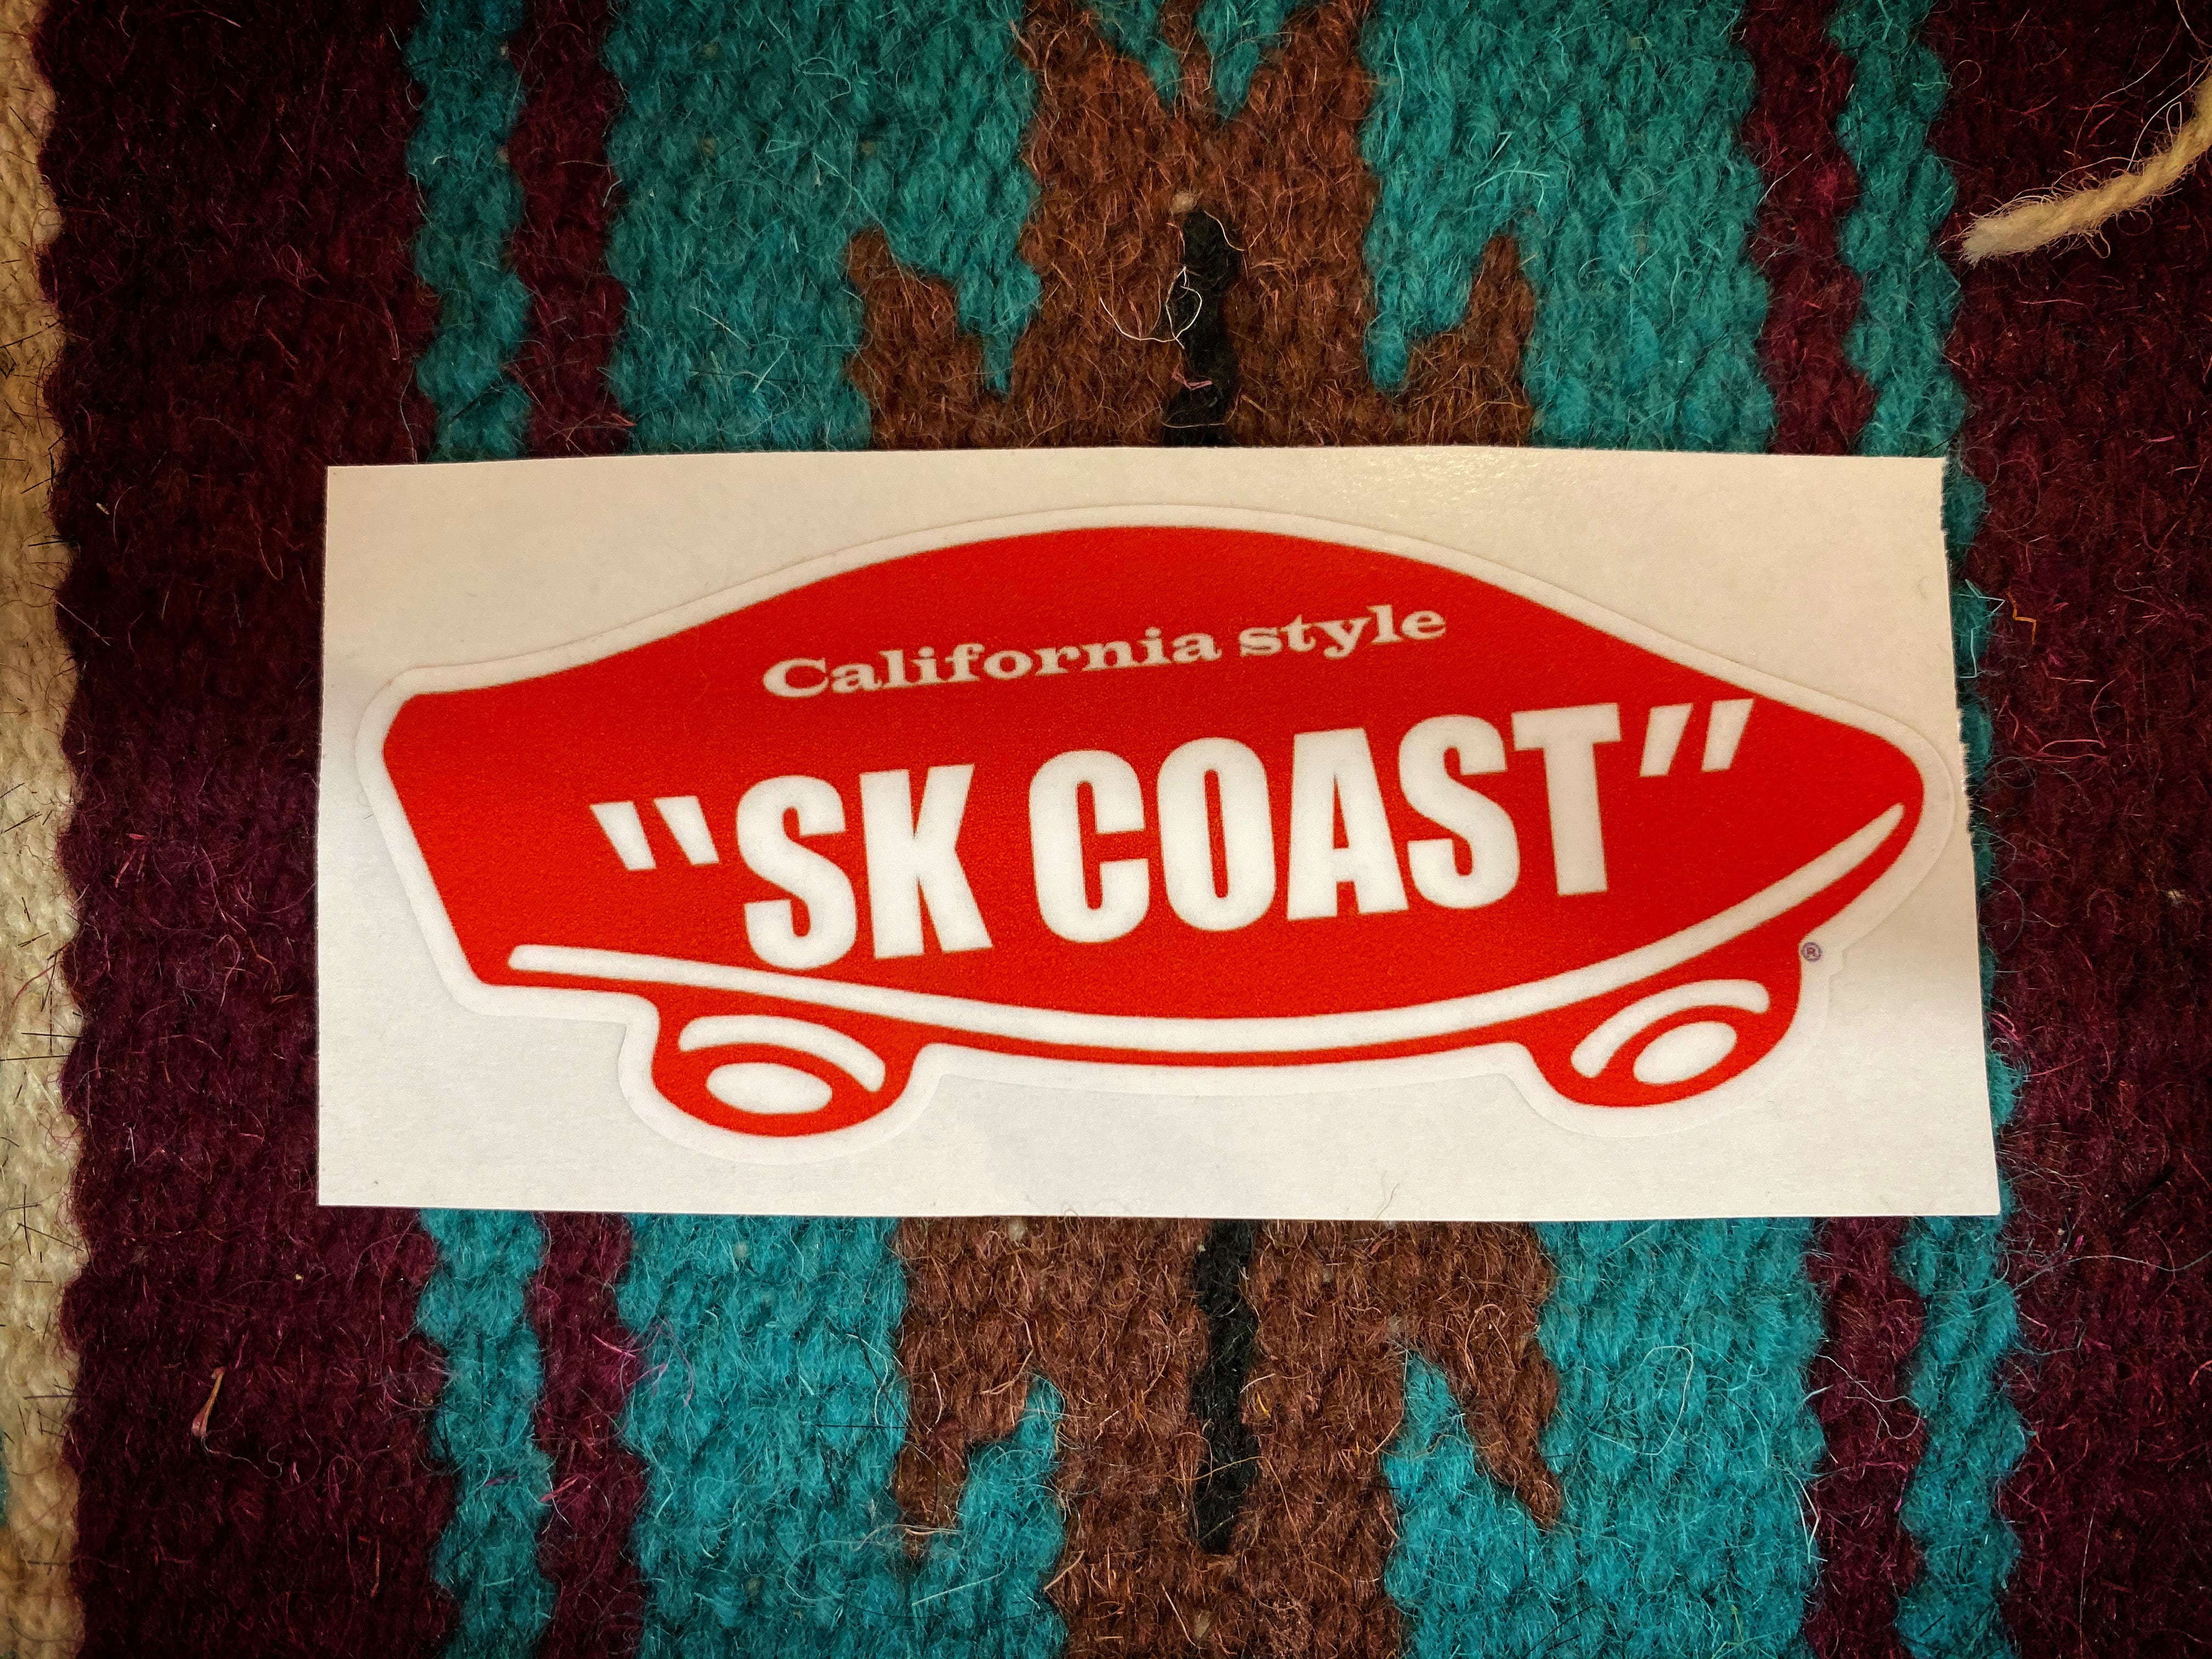 California style
"SK COAST"
®